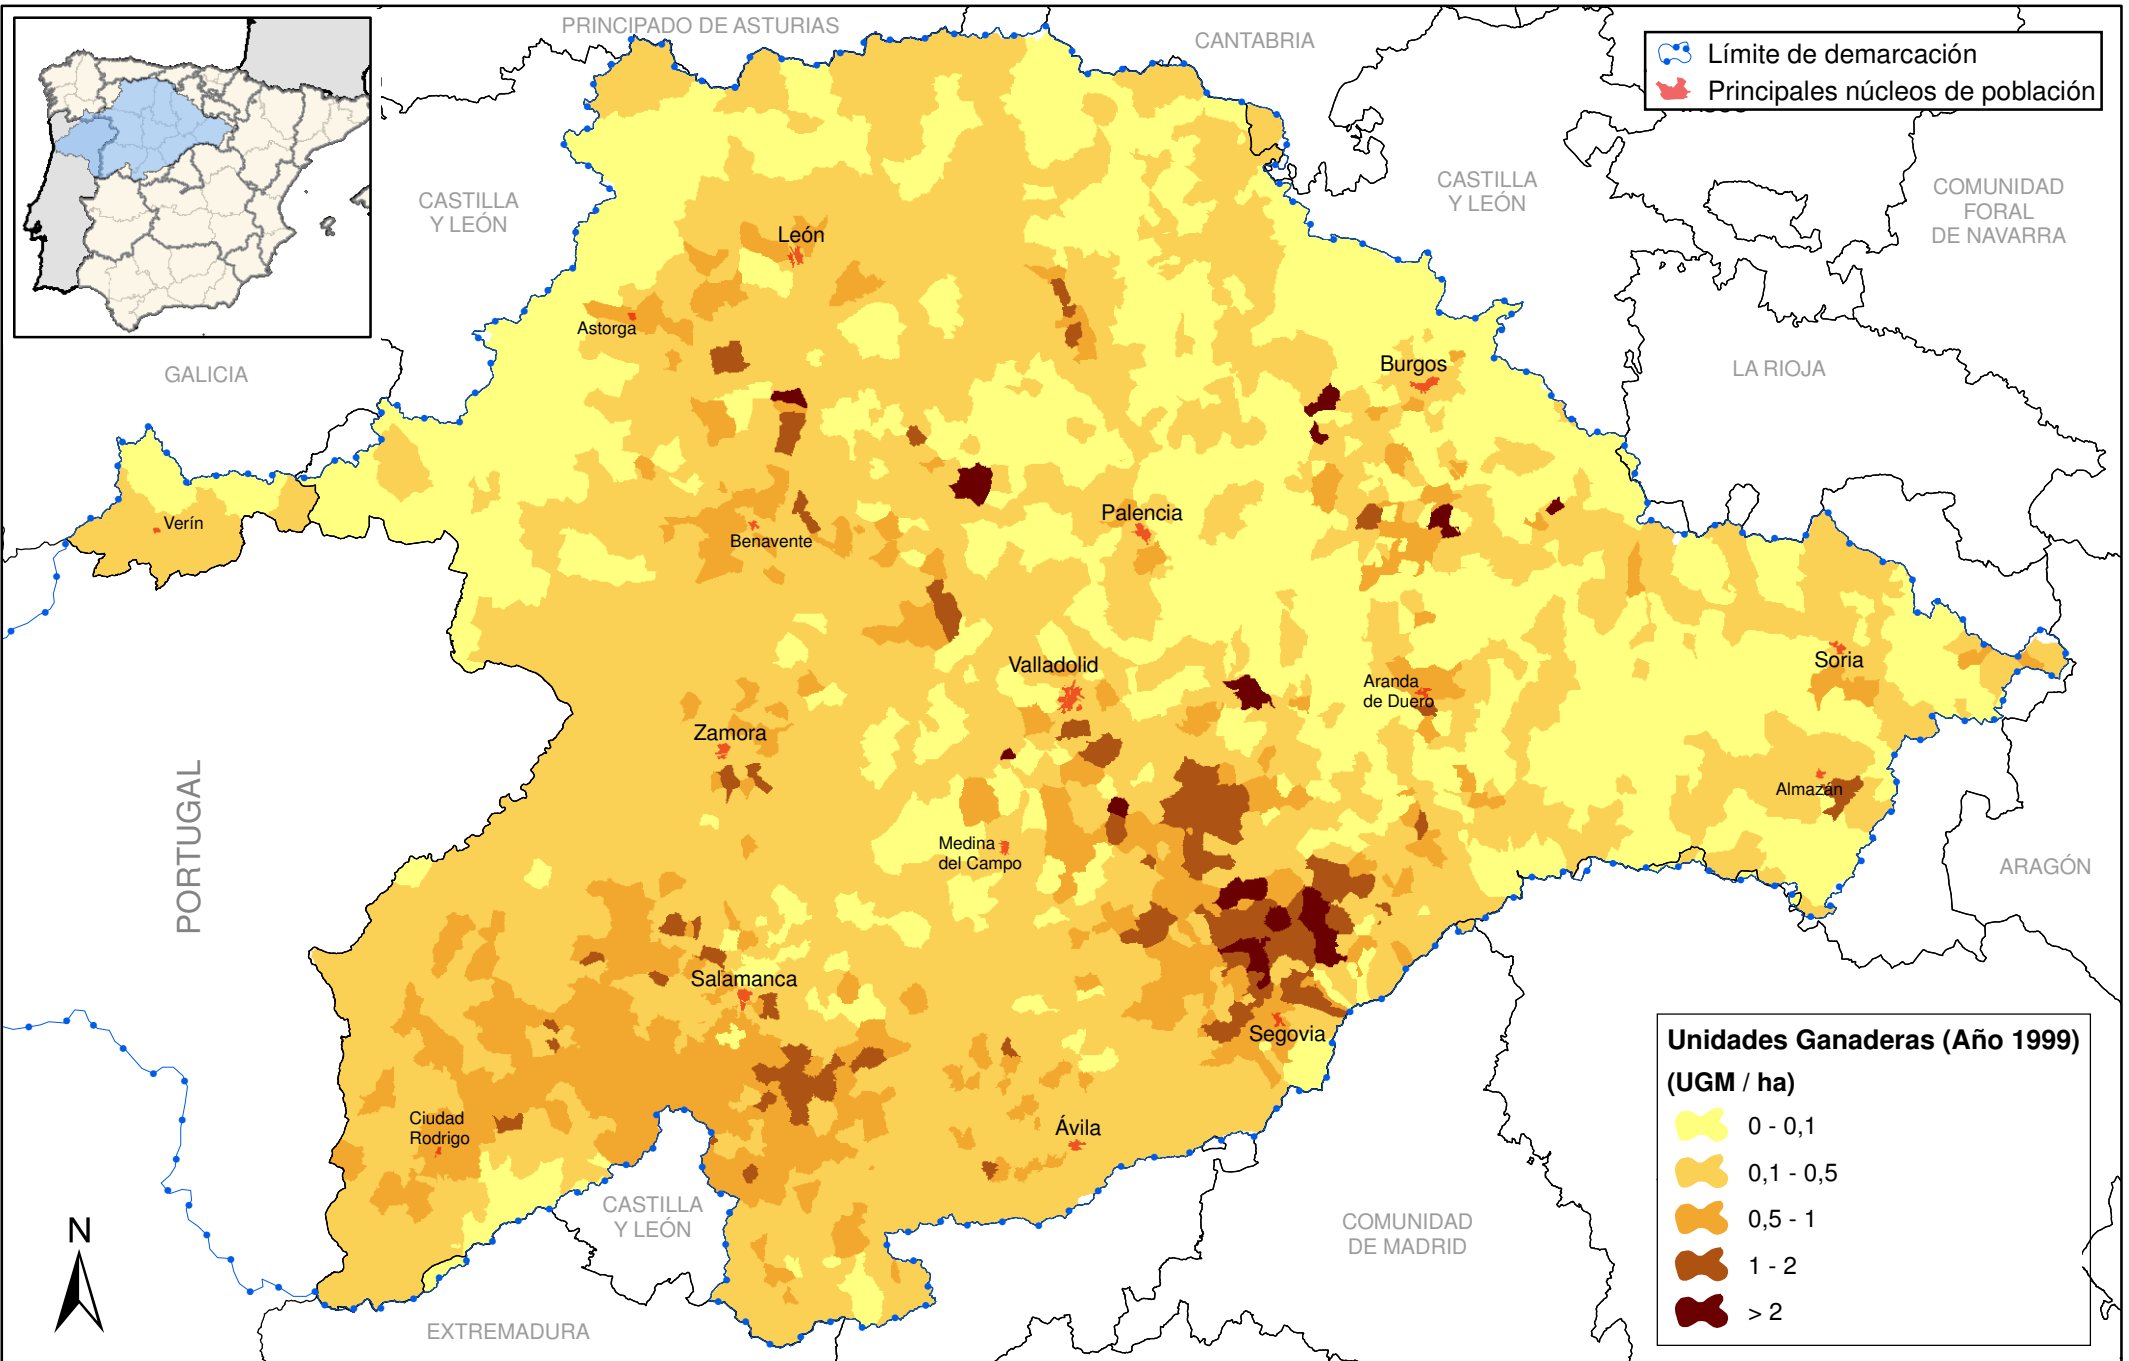 PRINCIPADO DE ASTURIAS
CANTABRIA
Límite de demarcación
Principales núcleos de población
CASTILLA
Y LEÓN
CASTILLA
Y LEÓN
COMUNIDAD
FORAL
DE NAVARRA
León
Astorga
GALICIA
Burgos
LA RIOJA
Verín
Benavente
Palencia
Valladolid
Aranda
de Duero
Soria
Zamora
Almazán
PORTUGAL
Medina
del Campo
ARAGÓN
Salamanca
Segovia
Ciudad
Rodrigo
Ávila
CASTILLA
Y LEÓN
COMUNIDAD
DE MADRID
EXTREMADURA
N
Unidades Ganaderas (Año 1999)
(UGM / ha)
0 - 0,1
0,1 - 0,5
0,5 - 1
1 - 2
> 2